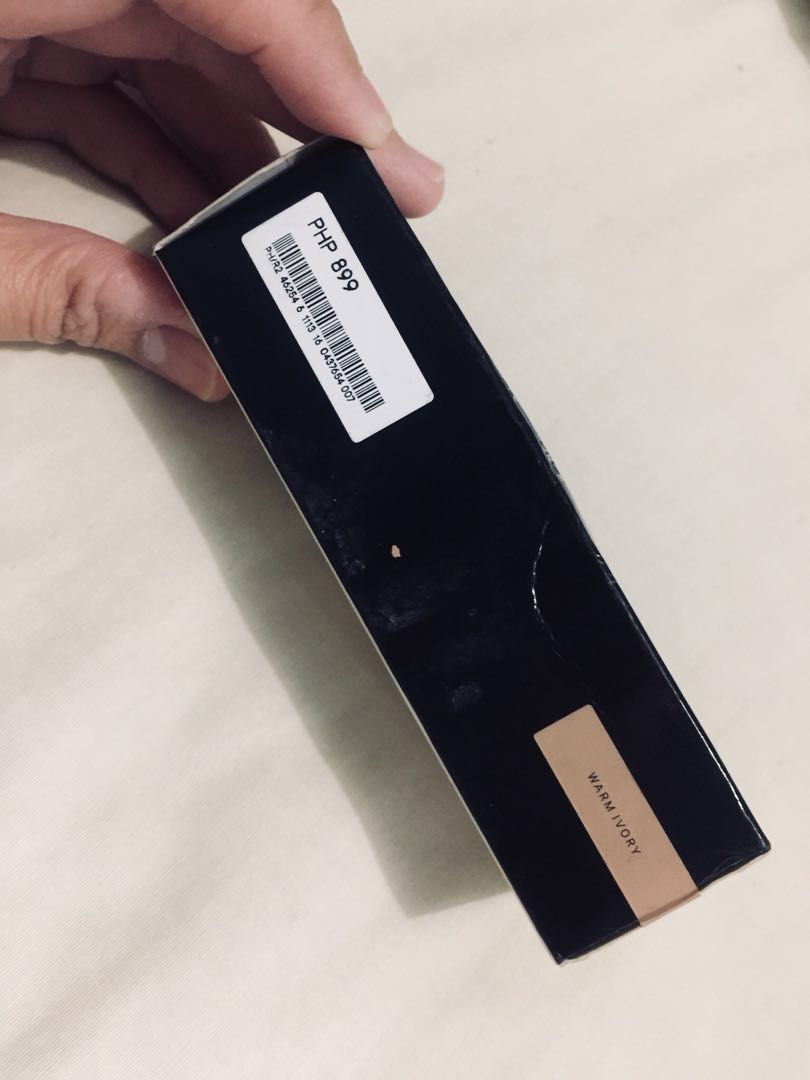 PHP 899
PH/R2 46254 6 1113 16 0437654 007
WARM IVORY